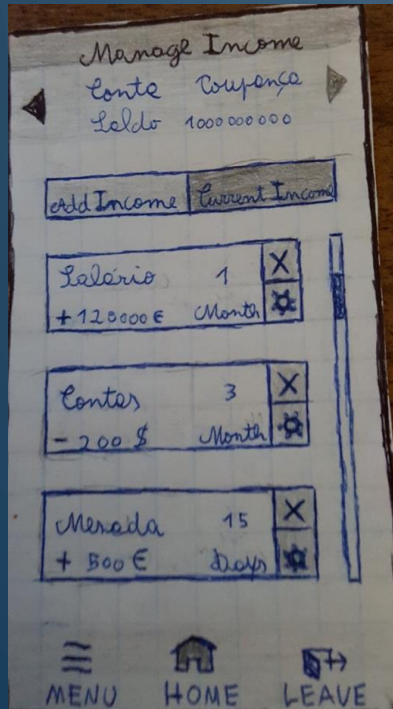 Manage Income
Conta Poupança
Saldo 1000000000
Add Income Current Income
Salário 1
+120000€ Month
Contas 3
- 200 $ Month
Mesada 15
+ 500 € Days
MENU HOME LEAVE